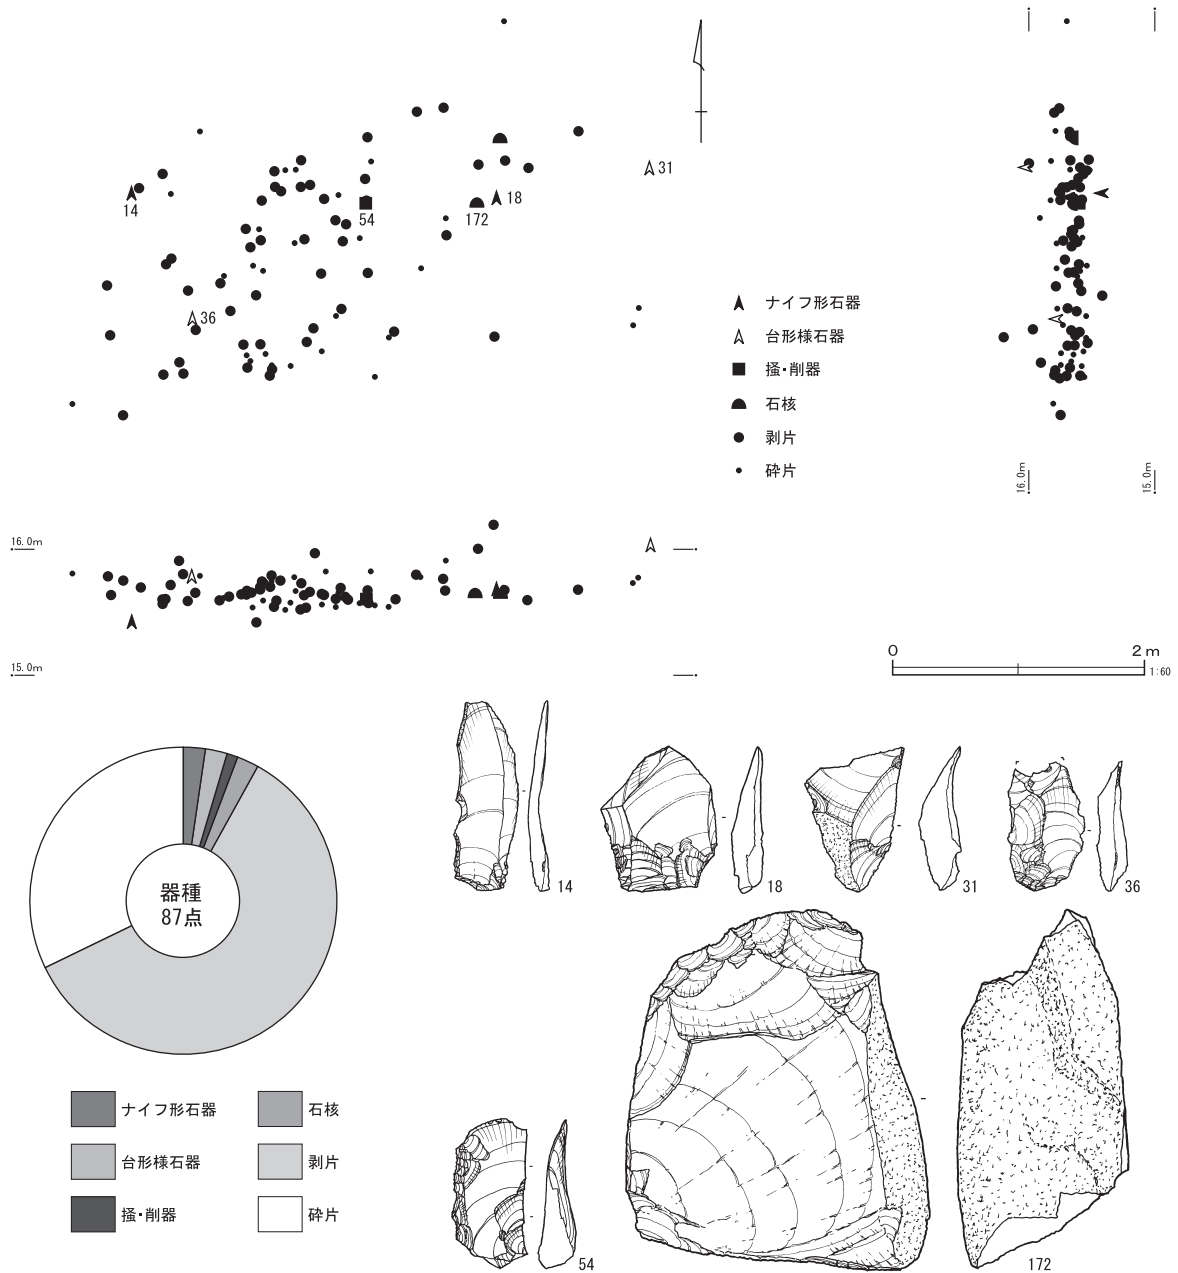 31
14
54
172
18
36
ナイフ形石器
台形様石器
掻・削器
石核
剥片
砕片
16.0m
15.0m
16.0m
15.0m
0
2 m
1:60
器種
87点
14
18
31
36
ナイフ形石器
石核
台形様石器
剥片
掻・削器
砕片
54
172